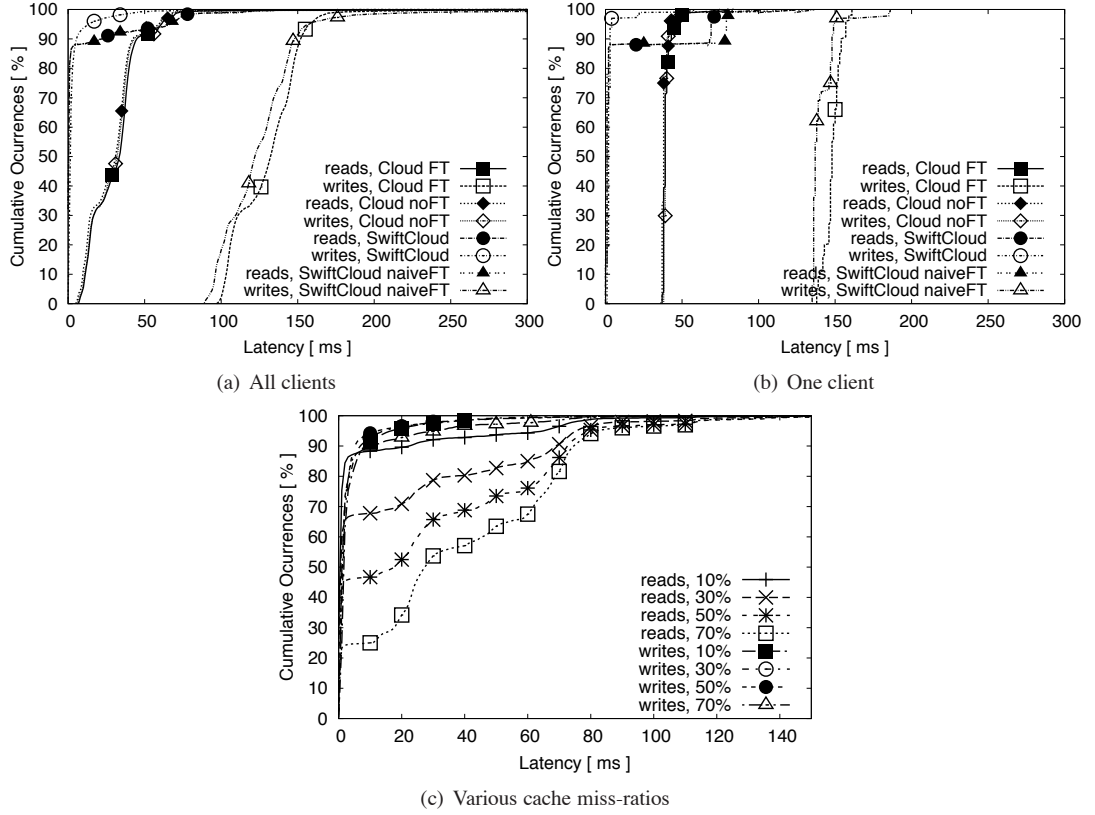 100
90
80
70
60
50
40
30
20
10
0
Cumulative Ocurrences [ % ]
reads, Cloud FT
writes, Cloud FT
reads, Cloud noFT
writes, Cloud noFT
reads, SwiftCloud
writes, SwiftCloud
reads, SwiftCloud naiveFT
writes, SwiftCloud naiveFT
0 50 100 150 200 250 300
Latency [ ms ]
(a) All clients
100
90
80
70
60
50
40
30
20
10
0
Cumulative Ocurrences [ % ]
reads, Cloud FT
writes, Cloud FT
reads, Cloud noFT
writes, Cloud noFT
reads, SwiftCloud
writes, SwiftCloud
reads, SwiftCloud naiveFT
writes, SwiftCloud naiveFT
0 50 100 150 200 250 300
Latency [ ms ]
(b) One client
100
90
80
70
60
50
40
30
20
10
0
Cumulative Ocurrences [ % ]
reads, 10%
reads, 30%
reads, 50%
reads, 70%
writes, 10%
writes, 30%
writes, 50%
writes, 70%
0 20 40 60 80 100 120 140
Latency [ ms ]
(c) Various cache miss-ratios